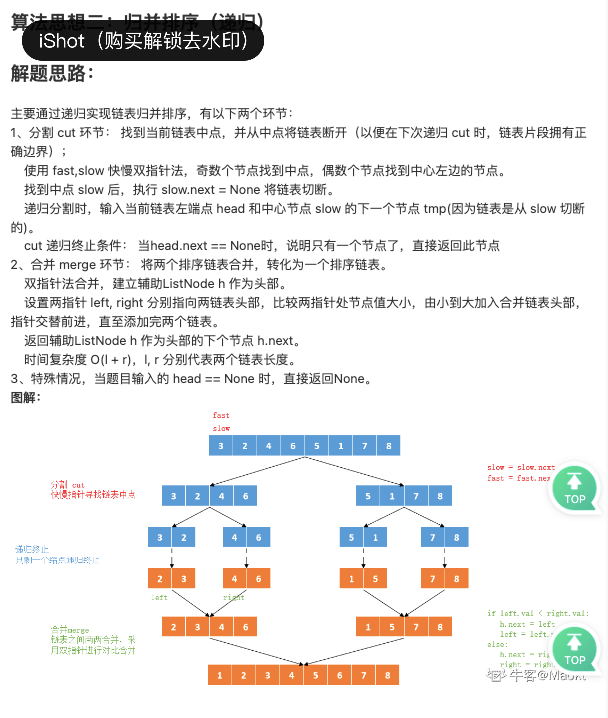 算法思想二：归并排序（递归）
iShot（购买解锁去水印）
解题思路：
主要通过递归实现链表归并排序，有以下两个环节：
1、分割 cut 环节： 找到当前链表中点，并从中点将链表断开（以便在下次递归 cut 时，链表片段拥有正
确边界）；
使用 fast,slow 快慢双指针法，奇数个节点找到中点，偶数个节点找到中心左边的节点。
找到中点 slow 后，执行 slow.next = None 将链表切断。
递归分割时，输入当前链表左端点 head 和中心节点 slow 的下一个节点 tmp(因为链表是从 slow 切断
的)。
cut 递归终止条件： 当head.next == None时，说明只有一个节点了，直接返回此节点
2、合并 merge 环节： 将两个排序链表合并，转化为一个排序链表。
双指针法合并，建立辅助ListNode h 作为头部。
设置两指针 left, right 分别指向两链表头部，比较两指针处节点值大小，由小到大加入合并链表头部，
指针交替前进，直至添加完两个链表。
返回辅助ListNode h 作为头部的下个节点 h.next。
时间复杂度 O(l + r)，l, r 分别代表两个链表长度。
3、特殊情况，当题目输入的 head == None 时，直接返回None。
图解：
fast
slow
3 2 4 6 5 1 7 8
slow = slow.next
fast = fast.nex
TOP
分割 cut
快慢指针寻找链表中点
3 2 4 6
5 1 7 8
3 2
4 6
5 1
7 8
递归终止
只剩一个结点递归终止
2 3
4 6
1 5
7 8
left
right
合并merge
链表之间两两合并，采
用双指针进行对比合并
2 3 4 6
1 5 7 8
if left.val < right.val:
h.next = left
left = left.
else:
h.next =
right = right
TOP
1 2 3 4 5 6 7 8
牛客@Maokt